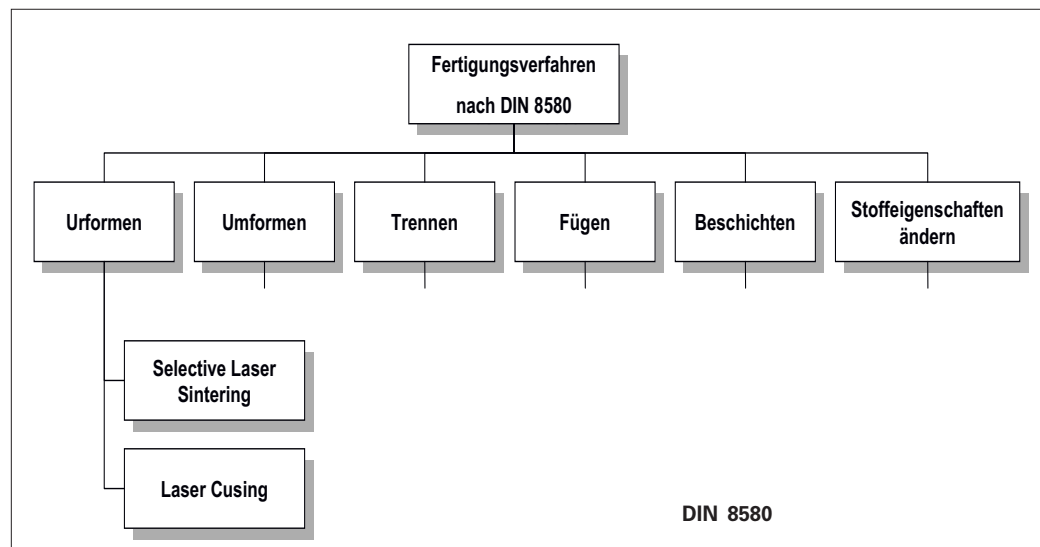 Fertigungsverfahren
nach DIN 8580
Urformen
Umformen
Trennen
Fügen
Beschichten
Stoffeigenschaften
ändern
Selective Laser
Sintering
Laser Cusing
DIN 8580